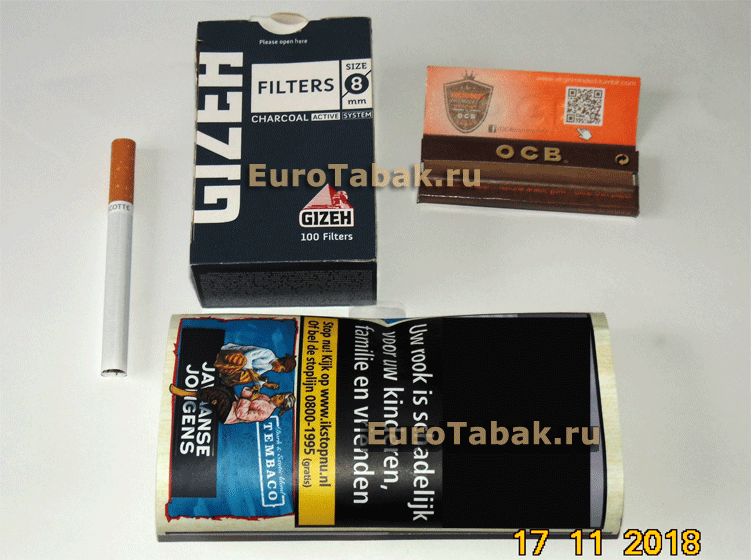 Please open here
GIZEH
FILTERS
SIZE
8
mm
CHARCOAL ACTIVE SYSTEM
GIZEH
100 Filters
EuroTabak.ru
OCB
OCB
COTTE
JAVAANSE
JONGENS
TEMBACO
Stop nu! Kijk op www.ikstopnu.nl
Of bel de stoplijn 0800-1995 (gratis)
Uw rook is schadelijk
voor uw kinderen,
familie en vrienden
EuroTabak.ru
17 11 2018